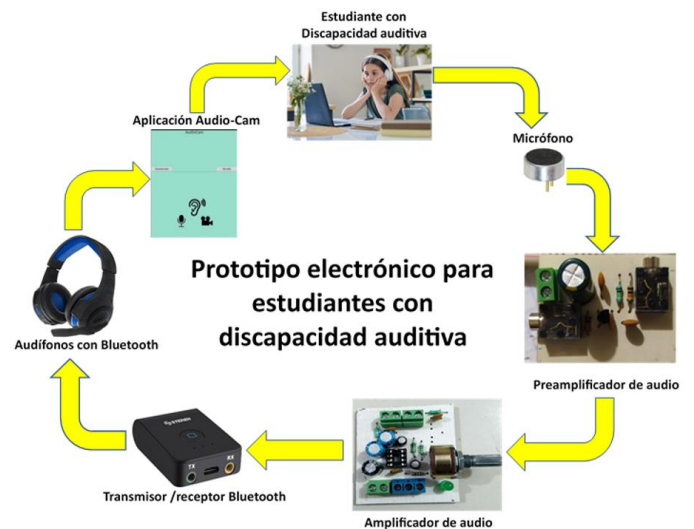 Estudiante con
Discapacidad auditiva
Aplicación Audio-Cam
Micrófono
Prototipo electrónico para
estudiantes con
discapacidad auditiva
Audífonos con Bluetooth
Preamplificador de audio
STEREN
TX
RX
Transmisor /receptor Bluetooth
Amplificador de audio